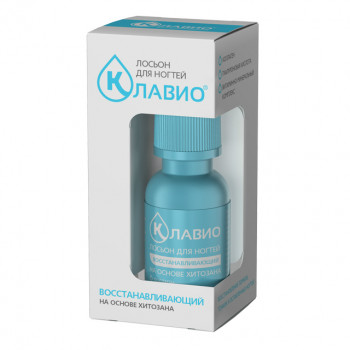 ЛОСЬОН
ДЛЯ НОГТЕЙ
КЛАВИО®
КЛАВИО
ЛОСЬОН ДЛЯ НОГТЕЙ
ВОССТАНАВЛИВАЮЩИЙ
НА ОСНОВЕ ХИТОЗАНА
ВОССТАНАВЛИВАЮЩИЙ
НА ОСНОВЕ ХИТОЗАНА